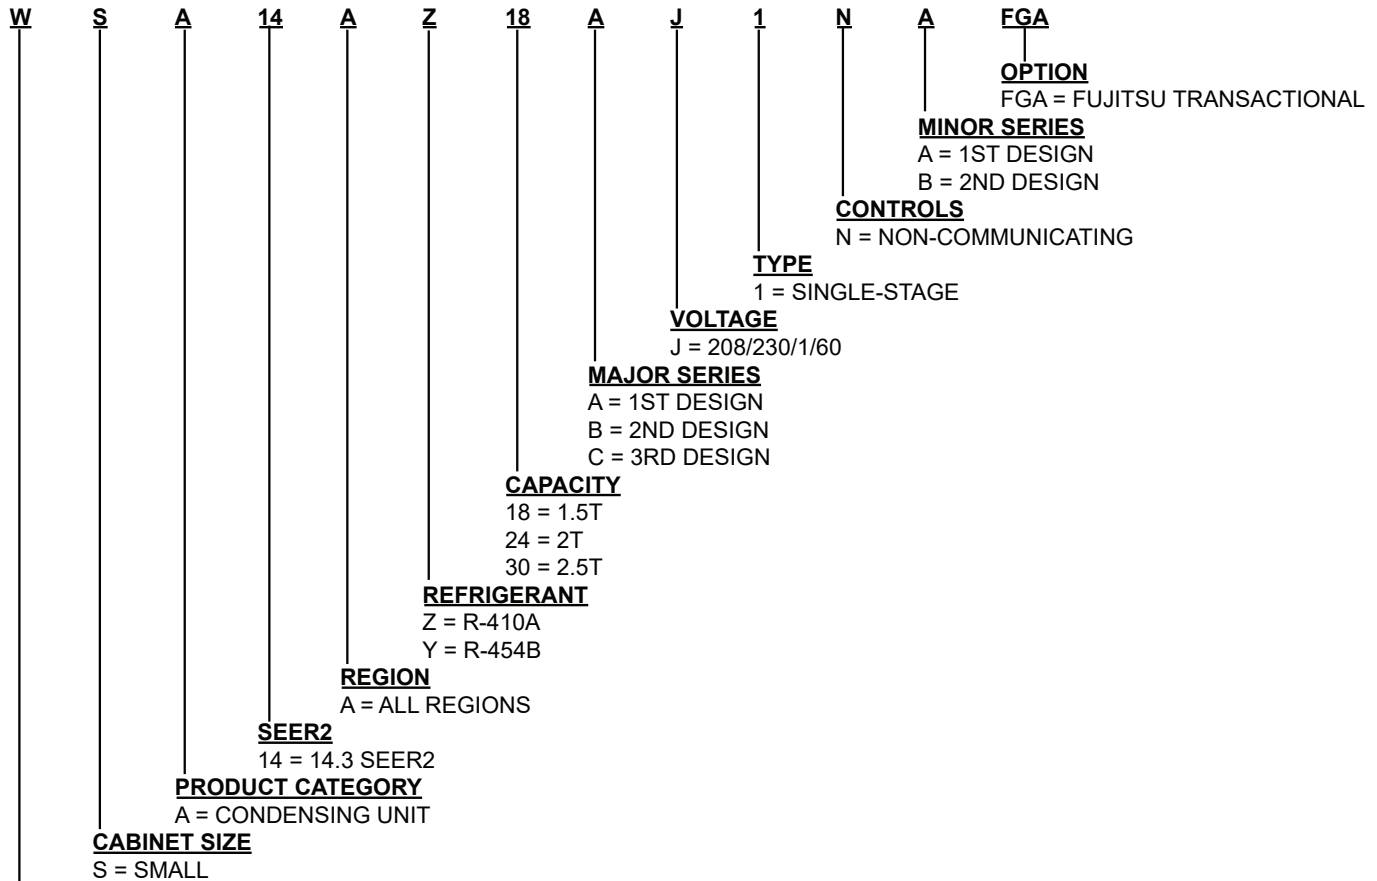 W S A 14 A Z 18 A J 1 N A FGA
OPTION
FGA = FUJITSU TRANSACTIONAL
MINOR SERIES
A = 1ST DESIGN
B = 2ND DESIGN
CONTROLS
N = NON-COMMUNICATING
TYPE
1 = SINGLE-STAGE
VOLTAGE
J = 208/230/1/60
MAJOR SERIES
A = 1ST DESIGN
B = 2ND DESIGN
C = 3RD DESIGN
CAPACITY
18 = 1.5T
24 = 2T
30 = 2.5T
REFRIGERANT
Z = R-410A
Y = R-454B
REGION
A = ALL REGIONS
SEER2
14 = 14.3 SEER2
PRODUCT CATEGORY
A = CONDENSING UNIT
CABINET SIZE
S = SMALL